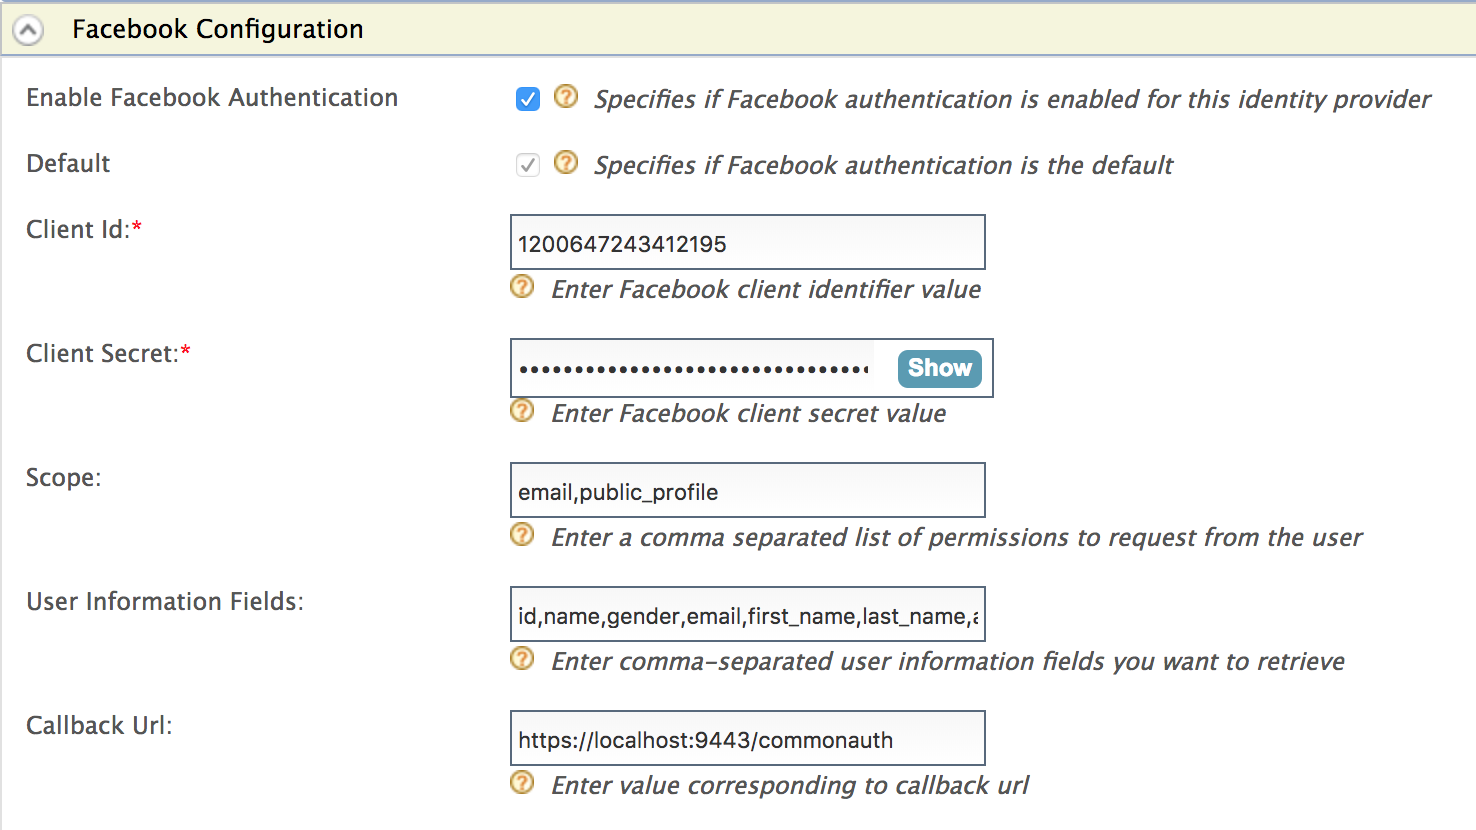 Facebook Configuration
Enable Facebook Authentication
Specifies if Facebook authentication is enabled for this identity provider
Default
Specifies if Facebook authentication is the default
Client Id:*
1200647243412195
Enter Facebook client identifier value
Client Secret:*
Show
Enter Facebook client secret value
Scope:
email,public_profile
Enter a comma separated list of permissions to request from the user
User Information Fields:
id,name,gender,email,first_name,last_name,
Enter comma-separated user information fields you want to retrieve
Callback Url:
https://localhost:9443/commonauth
Enter value corresponding to callback url